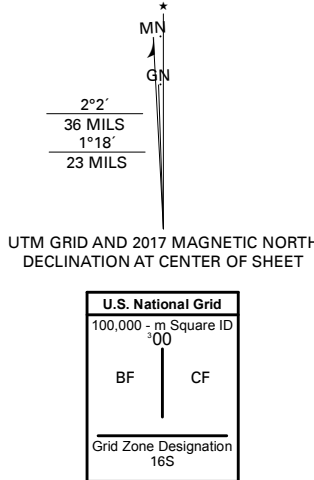 ★
MN
GN
2°2´
36 MILS
1°18´
23 MILS
UTM GRID AND 2017 MAGNETIC NORTH
DECLINATION AT CENTER OF SHEET
U.S. National Grid
100,000 - m Square ID
³00
BF CF
Grid Zone Designation
16S